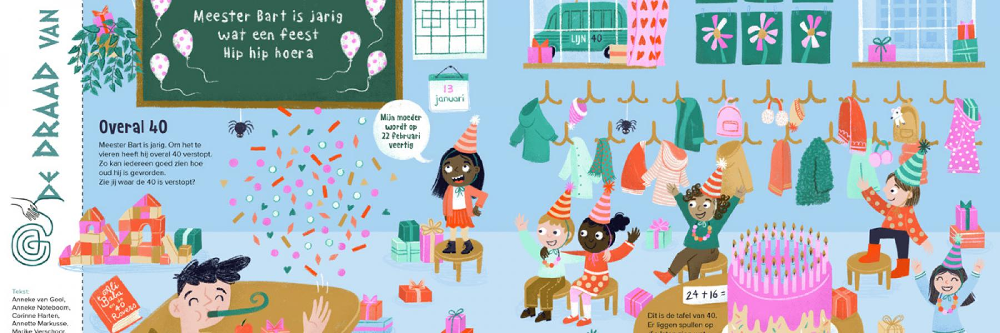 DE DRAAD VAN
Meester Bart is jarig
wat een feest
Hip hip hoera
LIJN 40
13
januari
Mijn moeder
wordt op
22 februari
veertig
Overal 40
Meester Bart is jarig. Om het te
vieren heeft hij overal 40 verstopt.
Zo kan iedereen goed zien hoe
oud hij is geworden.
Zie jij waar de 40 is verstopt?
Ali
Baba
en de
40
Rovers
24 + 16 =
Dit is de tafel van 40.
Er liggen spullen op
Tekst:
Anneke van Gool,
Anneke Noteboom,
Corinne Harten,
Annette Markusse,
Marike Verschoor,